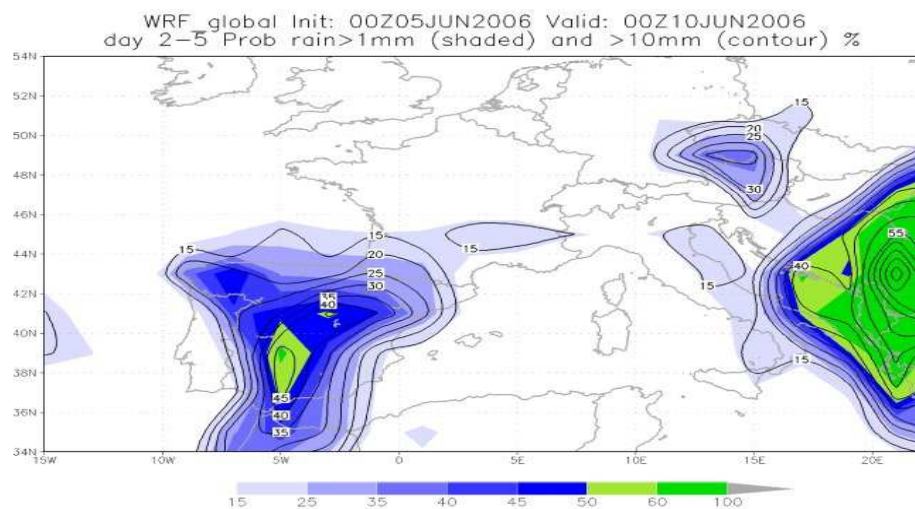 WRF_global Init: 00Z05JUN2006 Valid: 00Z10JUN2006
day 2-5 Prob rain>1mm (shaded) and >10mm (contour) %
54N
52N
15
50N
20
25
48N
30
46N
15
15
15
55
44N
15
20
25
15
40
42N
30
35
40
40N
38N
15
45
36N
40
35
34N
15W
10W
5W
0
5E
10E
15E
20E
15 25 35 40 45 50 60 100